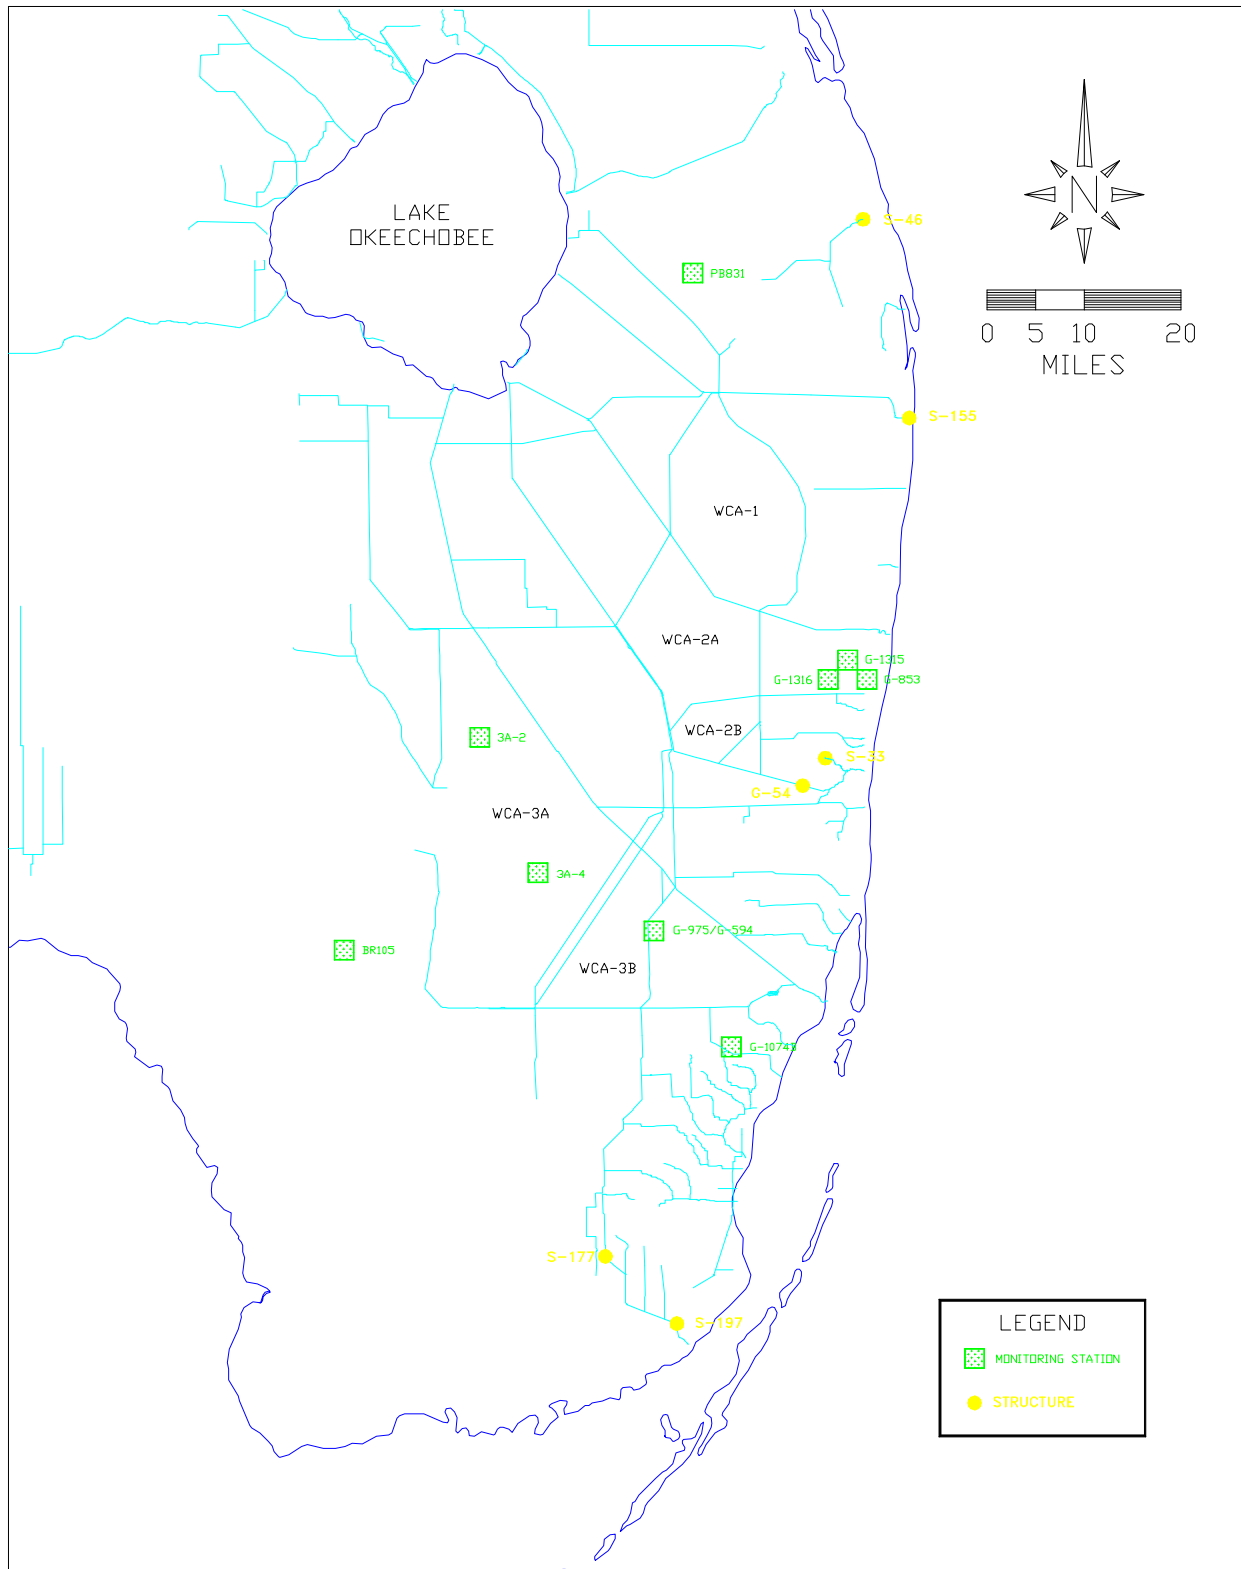 LAKE
OKEECHOBEE
S-46
PB831
N
0 5 10 20
MILES
S-155
WCA-1
WCA-2A
G-1315
G-1316
G-853
WCA-2B
3A-2
S-33
G-54
WCA-3A
3A-4
G-975/G-594
BR105
WCA-3B
G-1074B
S-177
S-197
LEGEND
MONITORING STATION
STRUCTURE